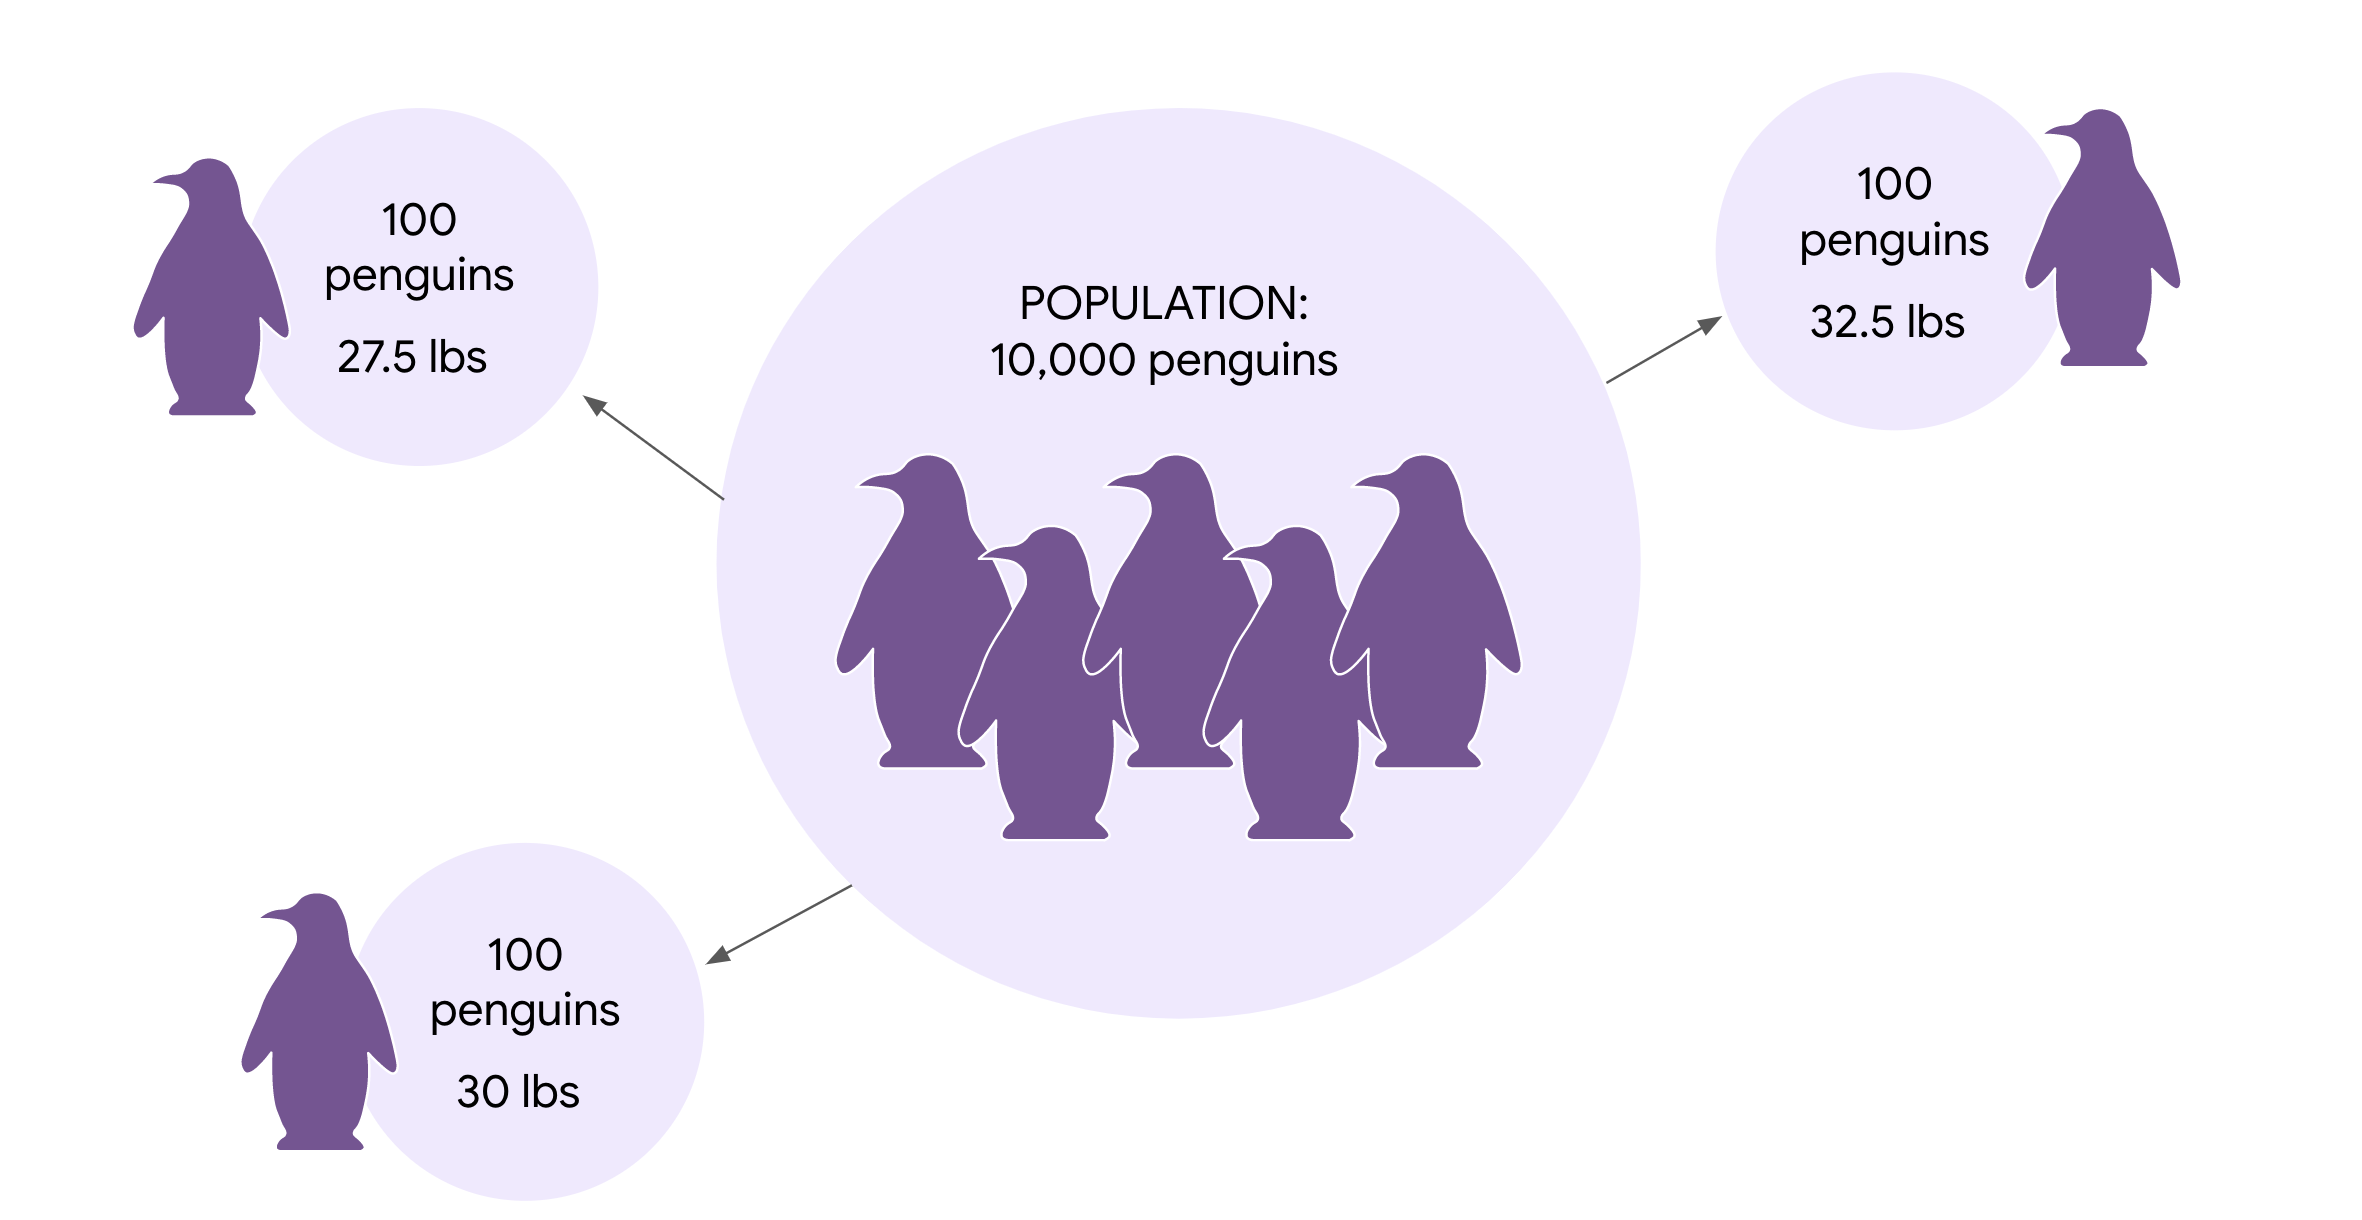 100
penguins
27.5 lbs
POPULATION:
10,000 penguins
100
penguins
32.5 lbs
100
penguins
30 lbs